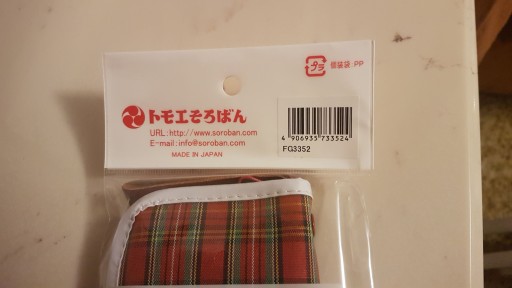 プラ 個装袋:PP
トモエそろばん
URL:http://www.soroban.com
E-mail:info@soroban.com
MADE IN JAPAN
4 906935 733524
FG3352